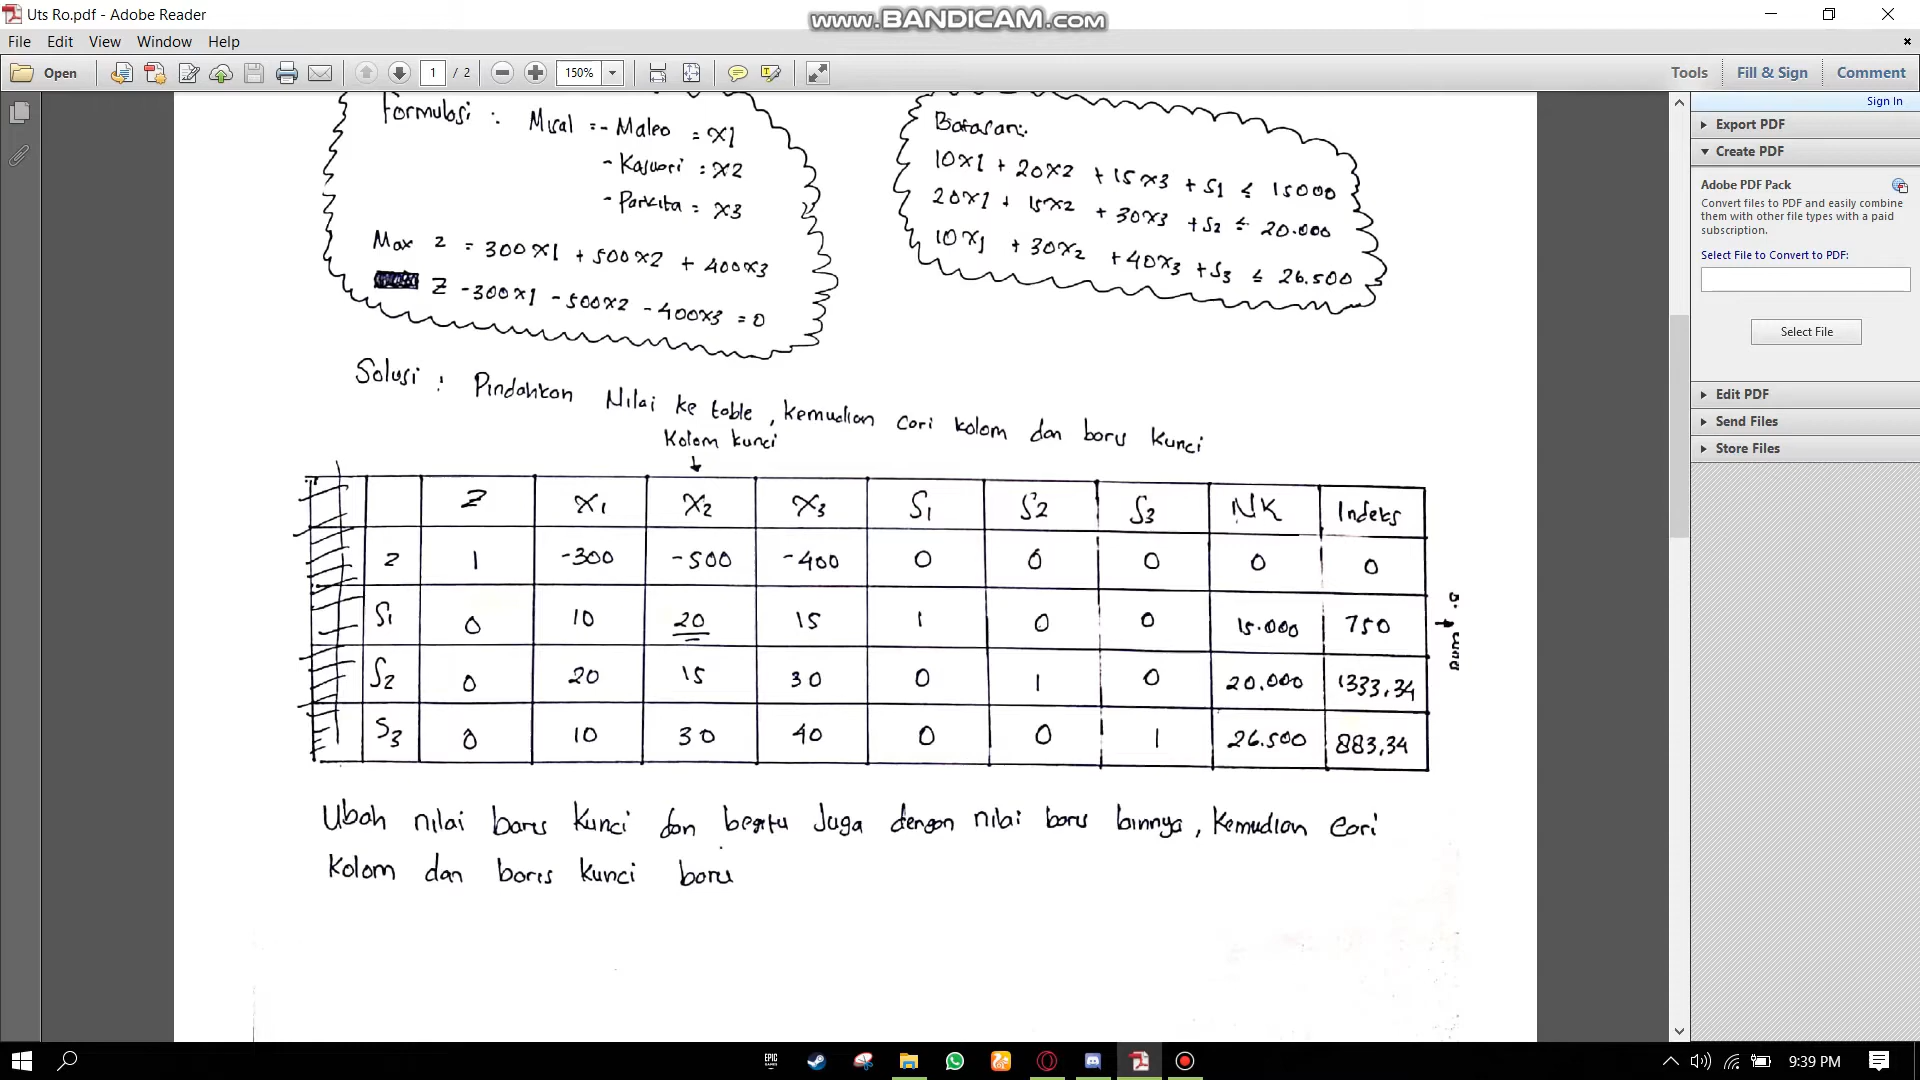 Uts Ro.pdf - Adobe Reader
www.BANDICAM.com
File Edit View Window Help
Open
1 / 2
150%
Tools
Fill & Sign
Comment
Sign In
Export PDF
Create PDF
Adobe PDF Pack
Convert files to PDF and easily combine
them with other file types with a paid
subscription.
Select File to Convert to PDF:
Select File
Edit PDF
Send Files
Store Files
Formulasi : Misal = - Maleo = X1
- Kasuari = X2
- Parkita = X3
Max z = 300X1 + 500X2 + 400X3
Z -300X1 -500X2 -400X3 = 0
Batasan:
10X1 + 20X2 + 15X3 + S1 ≤ 15000
20X1 + 15X2 + 30X3 + S2 ≤ 20.000
10X1 + 30X2 + 40X3 + S3 ≤ 26.500
Solusi : Pindahkan Nilai ke table, kemudian cari kolom dan baris kunci
Kolom kunci
Z X1 X2 X3 S1 S2 S3 NK Indeks
Z 1 -300 -500 -400 0 0 0 0 0
S1 0 10 20 15 1 0 0 15.000 750
S2 0 20 15 30 0 1 0 20.000 1333,34
S3 0 10 30 40 0 0 1 26.500 883,34
Ubah nilai baris kunci dan begitu Juga dengan nilai baris lainnya, kemudian cari
kolom dan baris kunci baru
EPIC
GAMES
9:39 PM